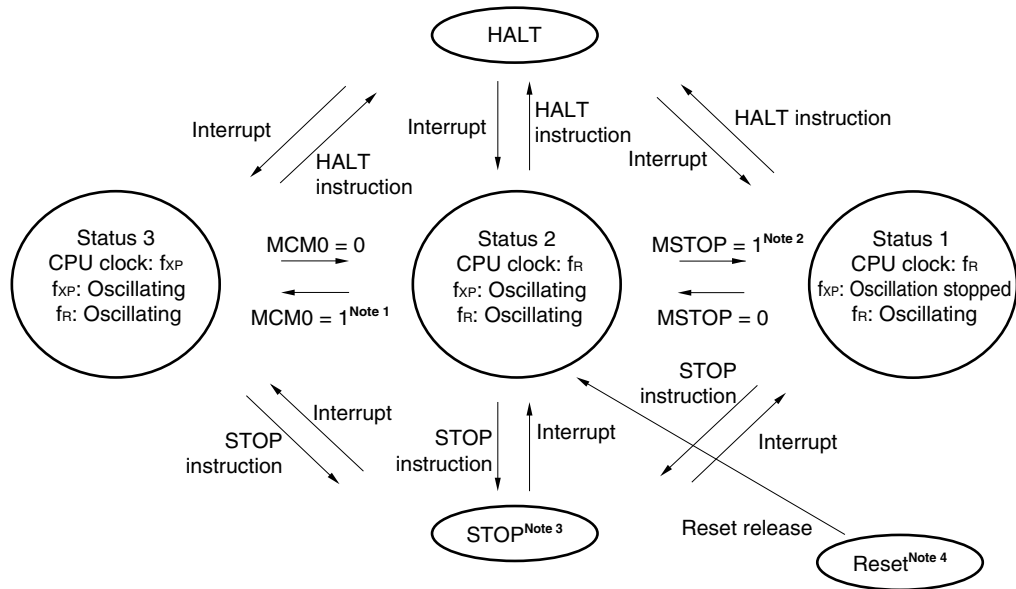 HALT
Interrupt
HALT
instruction
Interrupt
HALT
instruction
HALT instruction
Interrupt
Status 3
CPU clock: fXP
fXP: Oscillating
fR: Oscillating
MCM0 = 0
MCM0 = 1Note 1
Status 2
CPU clock: fR
fXP: Oscillating
fR: Oscillating
MSTOP = 1Note 2
MSTOP = 0
Status 1
CPU clock: fR
fXP: Oscillation stopped
fR: Oscillating
STOP
instruction
Interrupt
STOP
instruction
Interrupt
STOP
instruction
Interrupt
STOPNote 3
Reset release
ResetNote 4